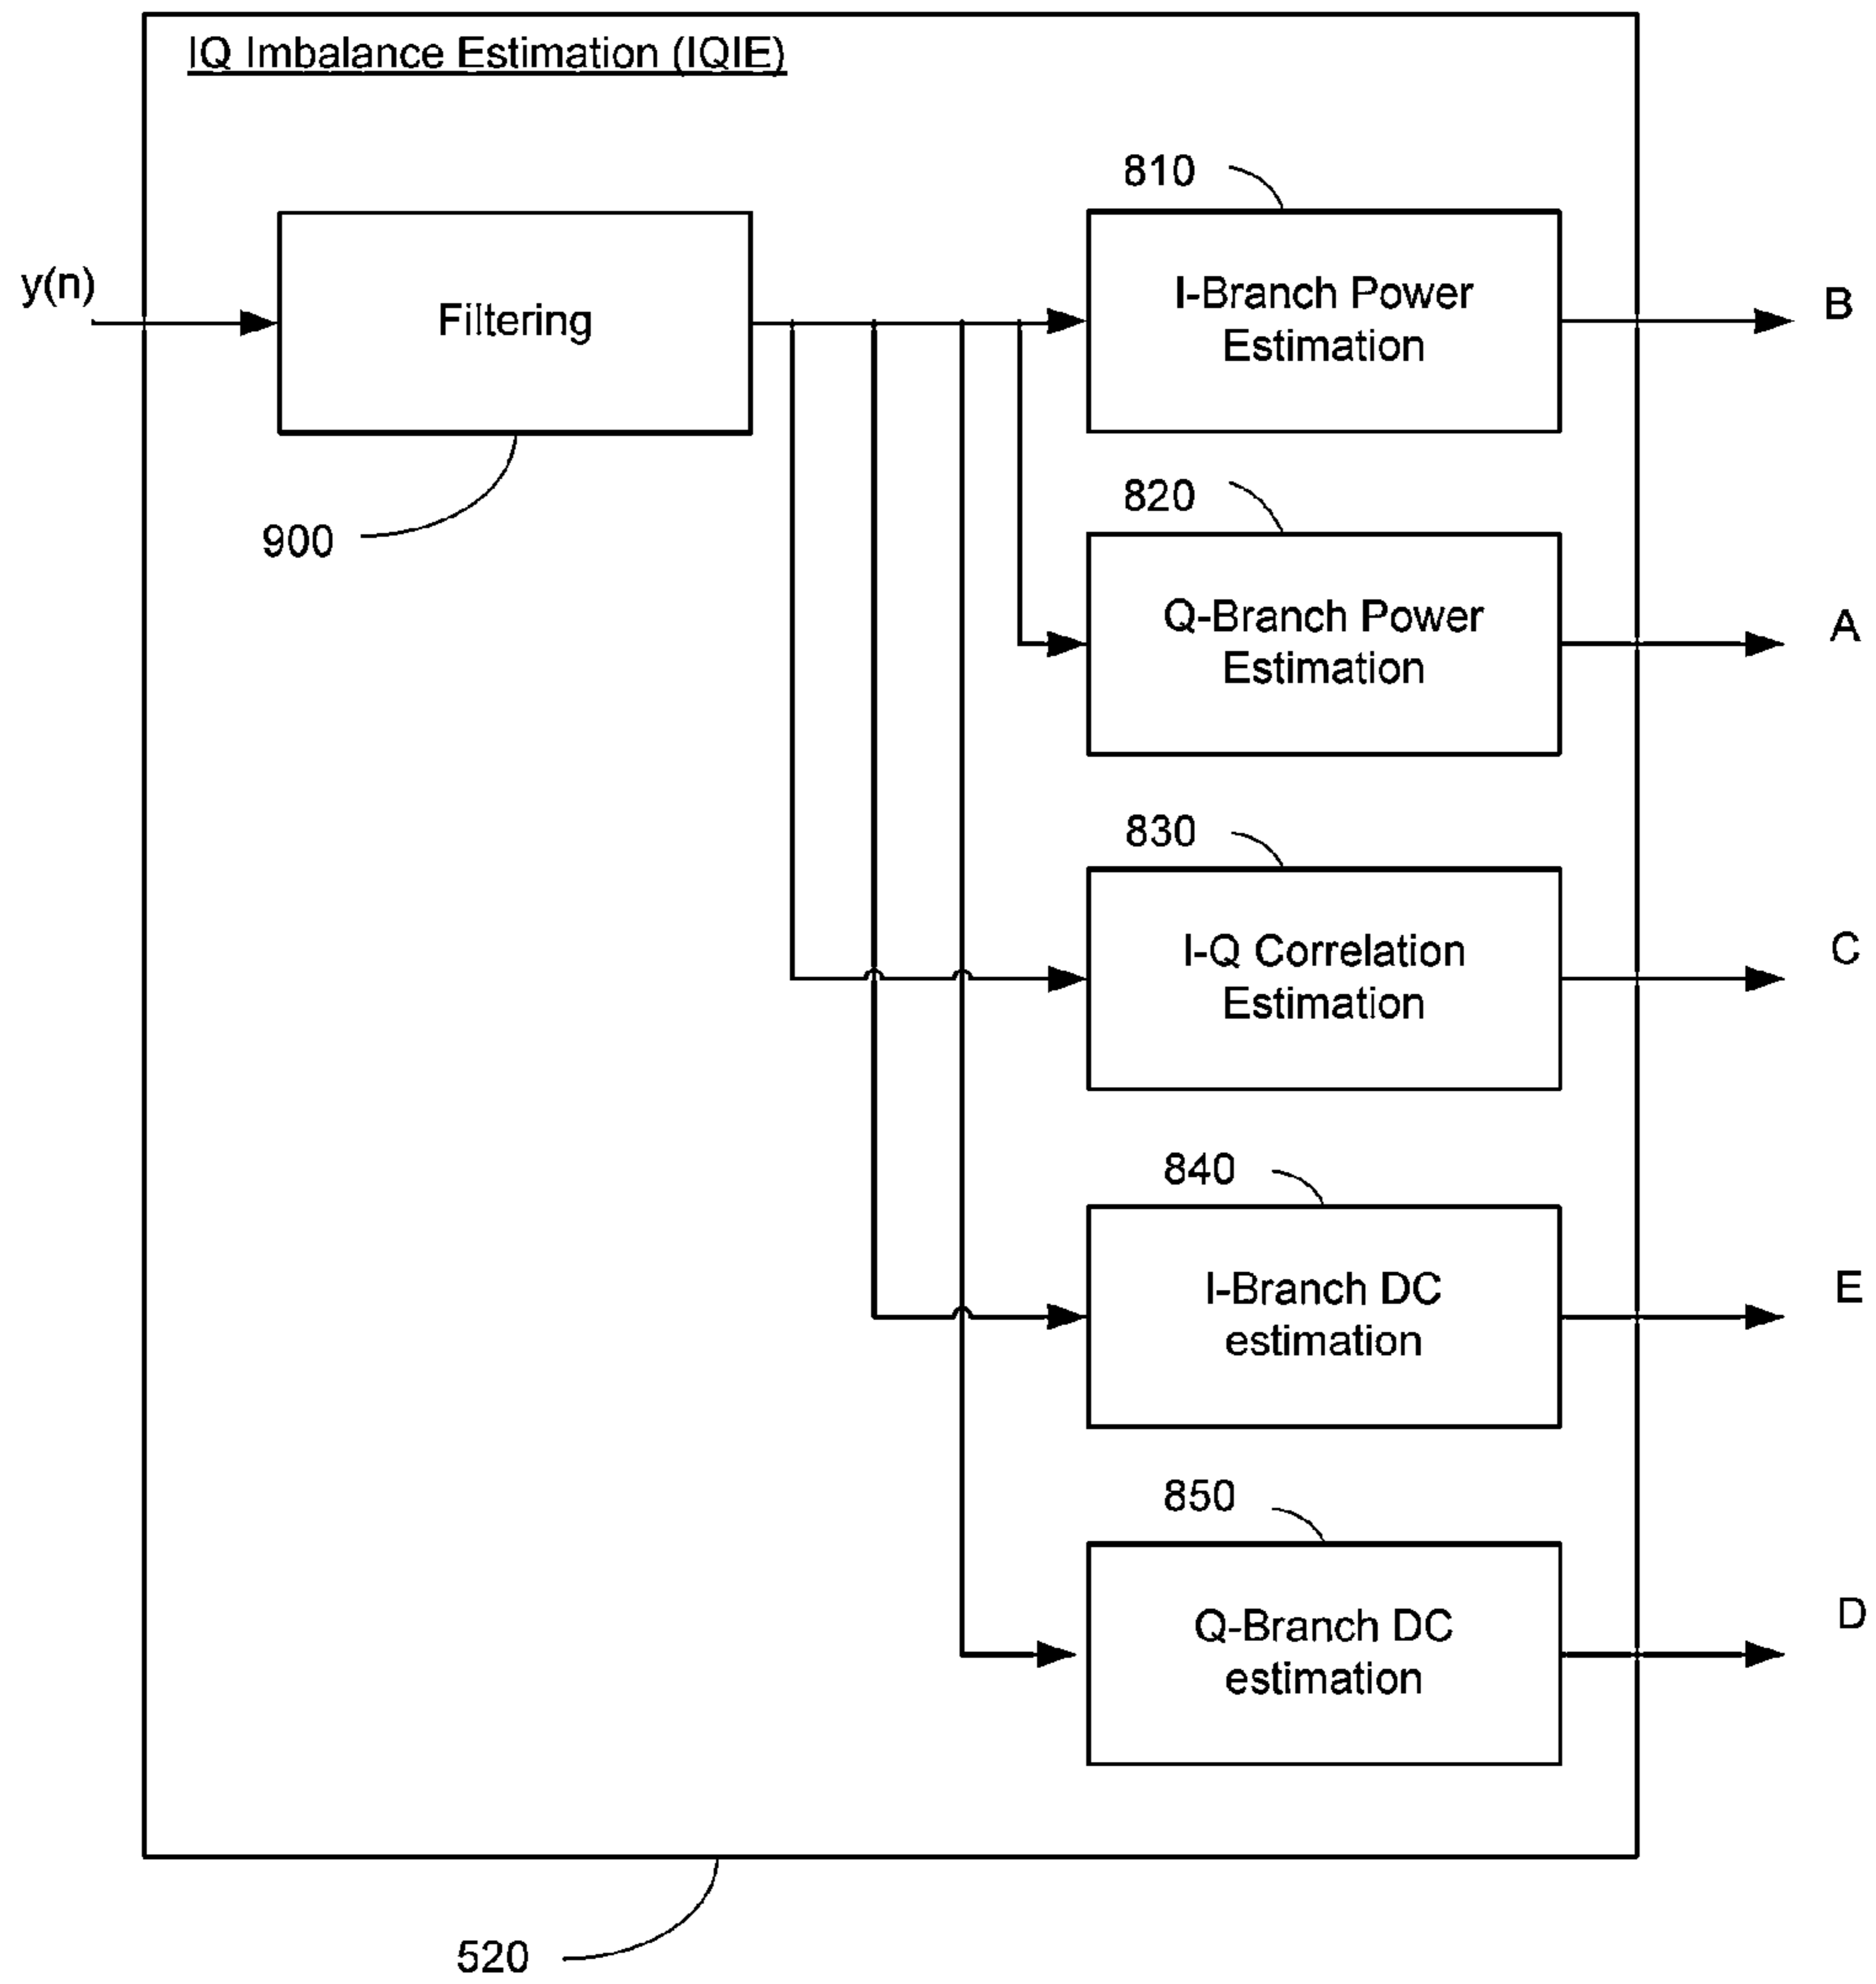 IQ Imbalance Estimation (IQIE)
y(n)
Filtering
900
810
I-Branch Power
Estimation
B
820
Q-Branch Power
Estimation
A
830
I-Q Correlation
Estimation
C
840
I-Branch DC
estimation
E
850
Q-Branch DC
estimation
D
520